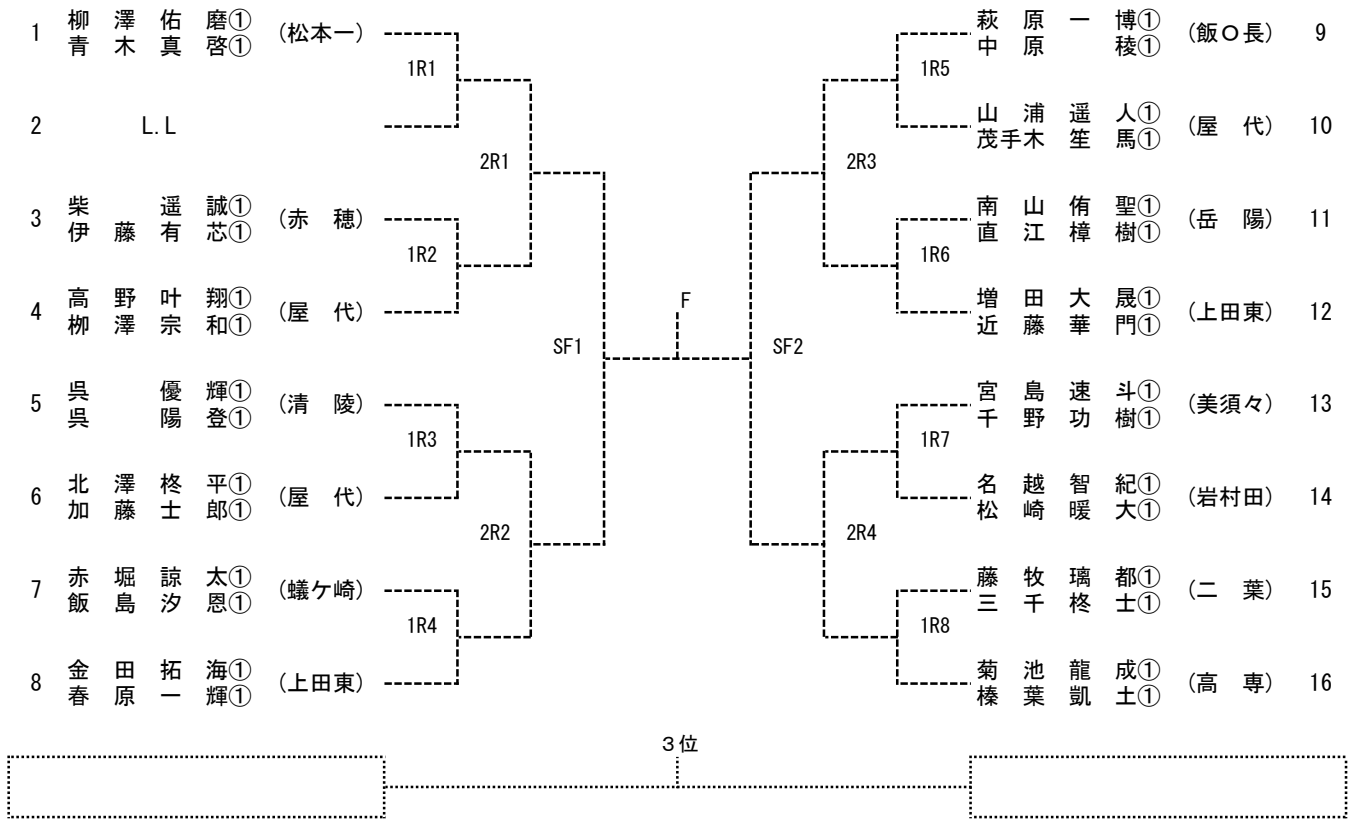 1 柳澤佑磨① (松本一)
青木真啓①
1R1
2 L.L
2R1
3 柴遥誠① (赤穂)
伊藤有芯①
1R2
4 高野叶翔① (屋代)
栁澤宗和①
SF1
5 呉優輝① (清陵)
呉陽登①
1R3
6 北澤柊平① (屋代)
加藤士郎①
2R2
7 赤堀諒太① (蟻ケ崎)
飯島汐恩①
1R4
8 金田拓海① (上田東)
春原一輝①
F
萩原一博① (飯O長) 9
中原稜①
1R5
山浦遥人① (屋代) 10
茂手木笙馬①
2R3
南山侑聖① (岳陽) 11
直江樟樹①
1R6
増田大晟① (上田東) 12
近藤華門①
SF2
宮島速斗① (美須々) 13
千野功樹①
1R7
名越智紀① (岩村田) 14
松崎暖大①
2R4
藤牧璃都① (二葉) 15
三千柊士①
1R8
菊池龍成① (高専) 16
榛葉凱土①
3位